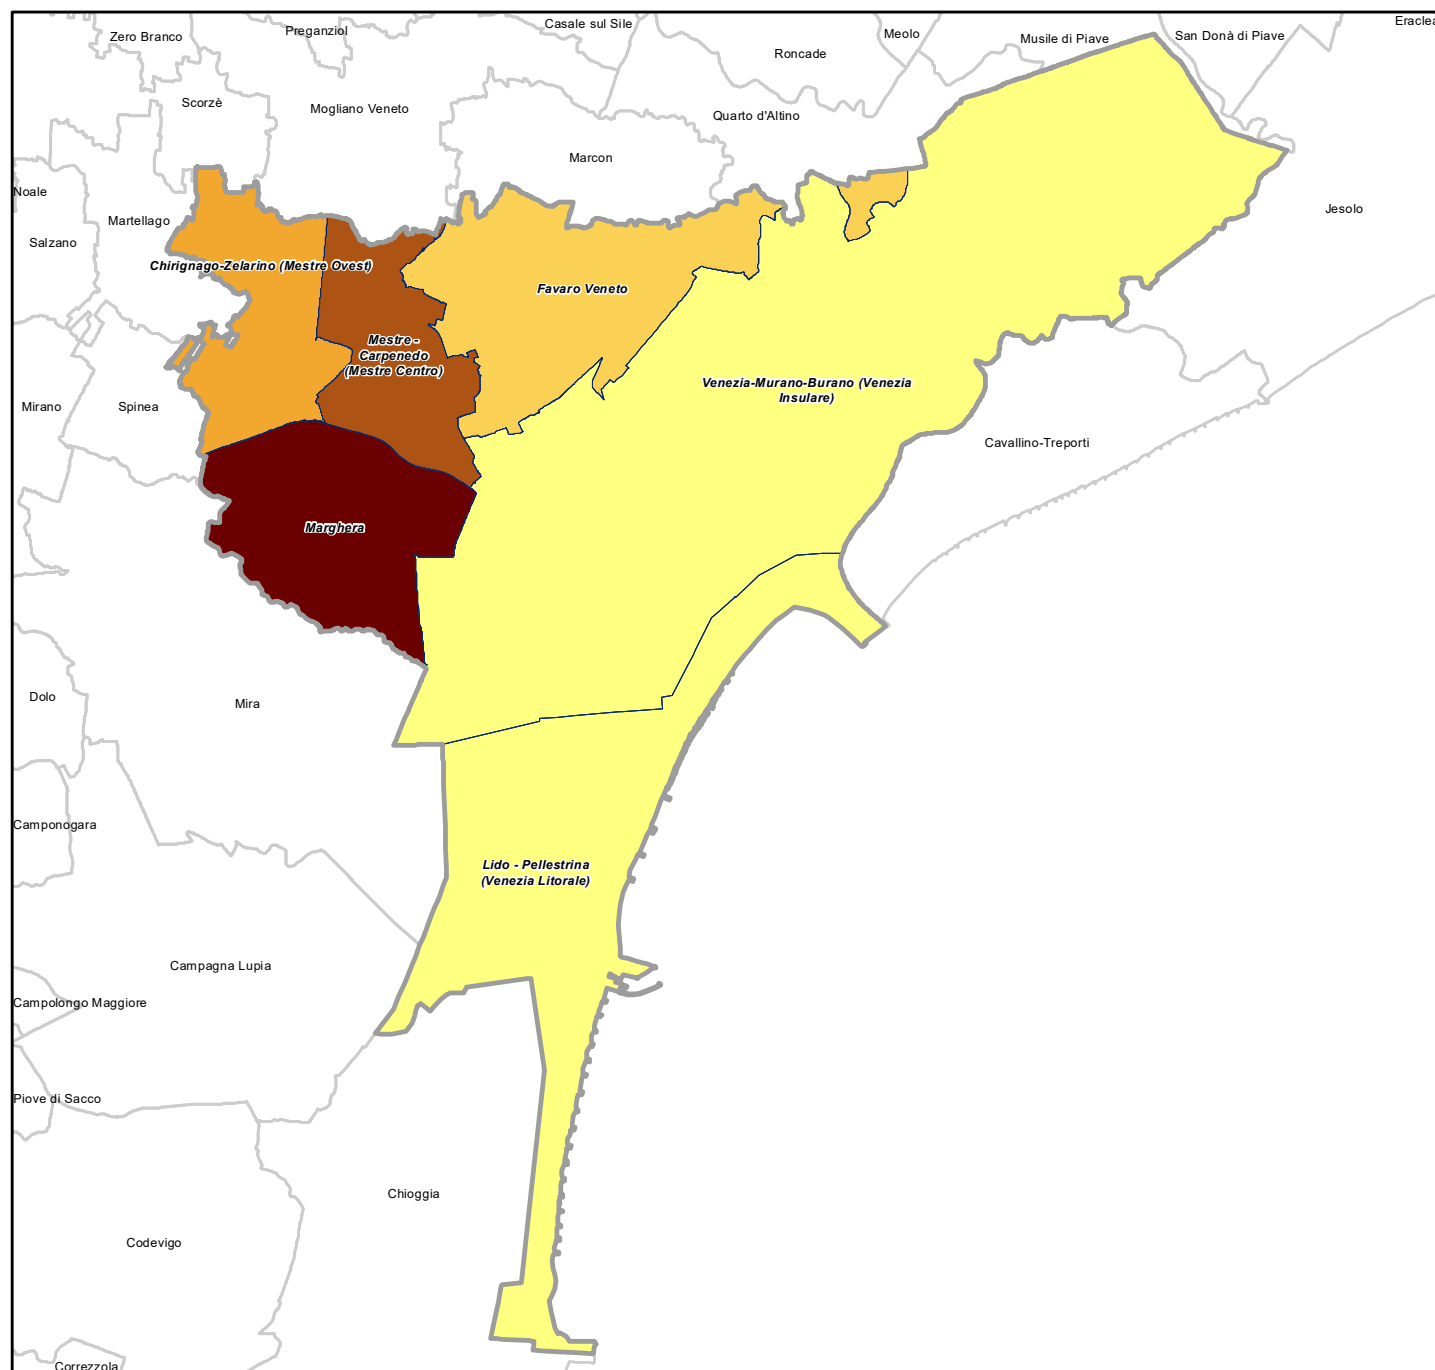 Zero Branco
Preganziol
Casale sul Sile
Meolo
Musile di Piave
San Donà di Piave
Eraclea
Roncade
Scorzè
Mogliano Veneto
Quarto d'Altino
Marcon
Noale
Martellago
Jesolo
Salzano
Chirignago-Zelarino (Mestre Ovest)
Favaro Veneto
Mestre -
Carpenedo
(Mestre Centro)
Venezia-Murano-Burano (Venezia
Insulare)
Mirano
Spinea
Cavallino-Treporti
Marghera
Dolo
Mira
Camponogara
Lido - Pellestrina
(Venezia Litorale)
Campagna Lupia
Campolongo Maggiore
Piove di Sacco
Chioggia
Codevigo
Correzzola